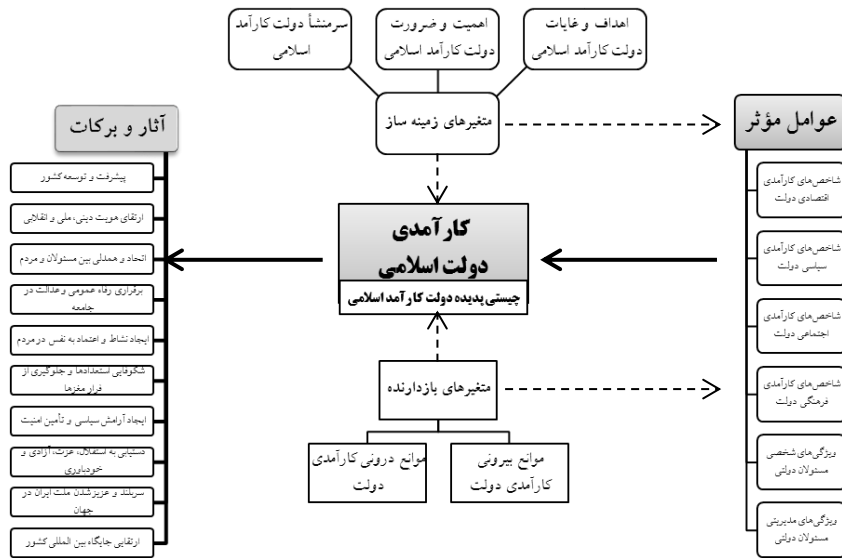 اهداف و غایات
دولت کارآمد اسلامی
اهمیت و ضرورت
دولت کارآمد اسلامی
سرمنشأ دولت کارآمد
اسلامی
متغیرهای زمینه ساز
عوامل مؤثر
شاخص‌های کارآمدی
اقتصادی دولت
شاخص‌های کارآمدی
سیاسی دولت
شاخص‌های کارآمدی
اجتماعی دولت
شاخص‌های کارآمدی
فرهنگی دولت
ویژگی‌های شخصی
مسئولان دولتی
ویژگی‌های مدیریتی
مسئولان دولتی
کارآمدی
دولت اسلامی
چیستی پدیده دولت کارآمد اسلامی
متغیرهای بازدارنده
موانع بیرونی
کارآمدی دولت
موانع درونی کارآمدی
دولت
آثار و برکات
پیشرفت و توسعه کشور
ارتقای هویت دینی، ملی و انقلابی
اتحاد و همدلی بین مسئولان و مردم
برقراری رفاه عمومی و عدالت در
جامعه
ایجاد نشاط و اعتماد به نفس در مردم
شکوفایی استعدادها و جلوگیری از
فرار مغزها
ایجاد آرامش سیاسی و تأمین امنیت
دستیابی به استقلال، عزت، آزادی و
خودباوری
سربلند و عزیز شدن ملت ایران در
جهان
ارتقایی جایگاه بین المللی کشور